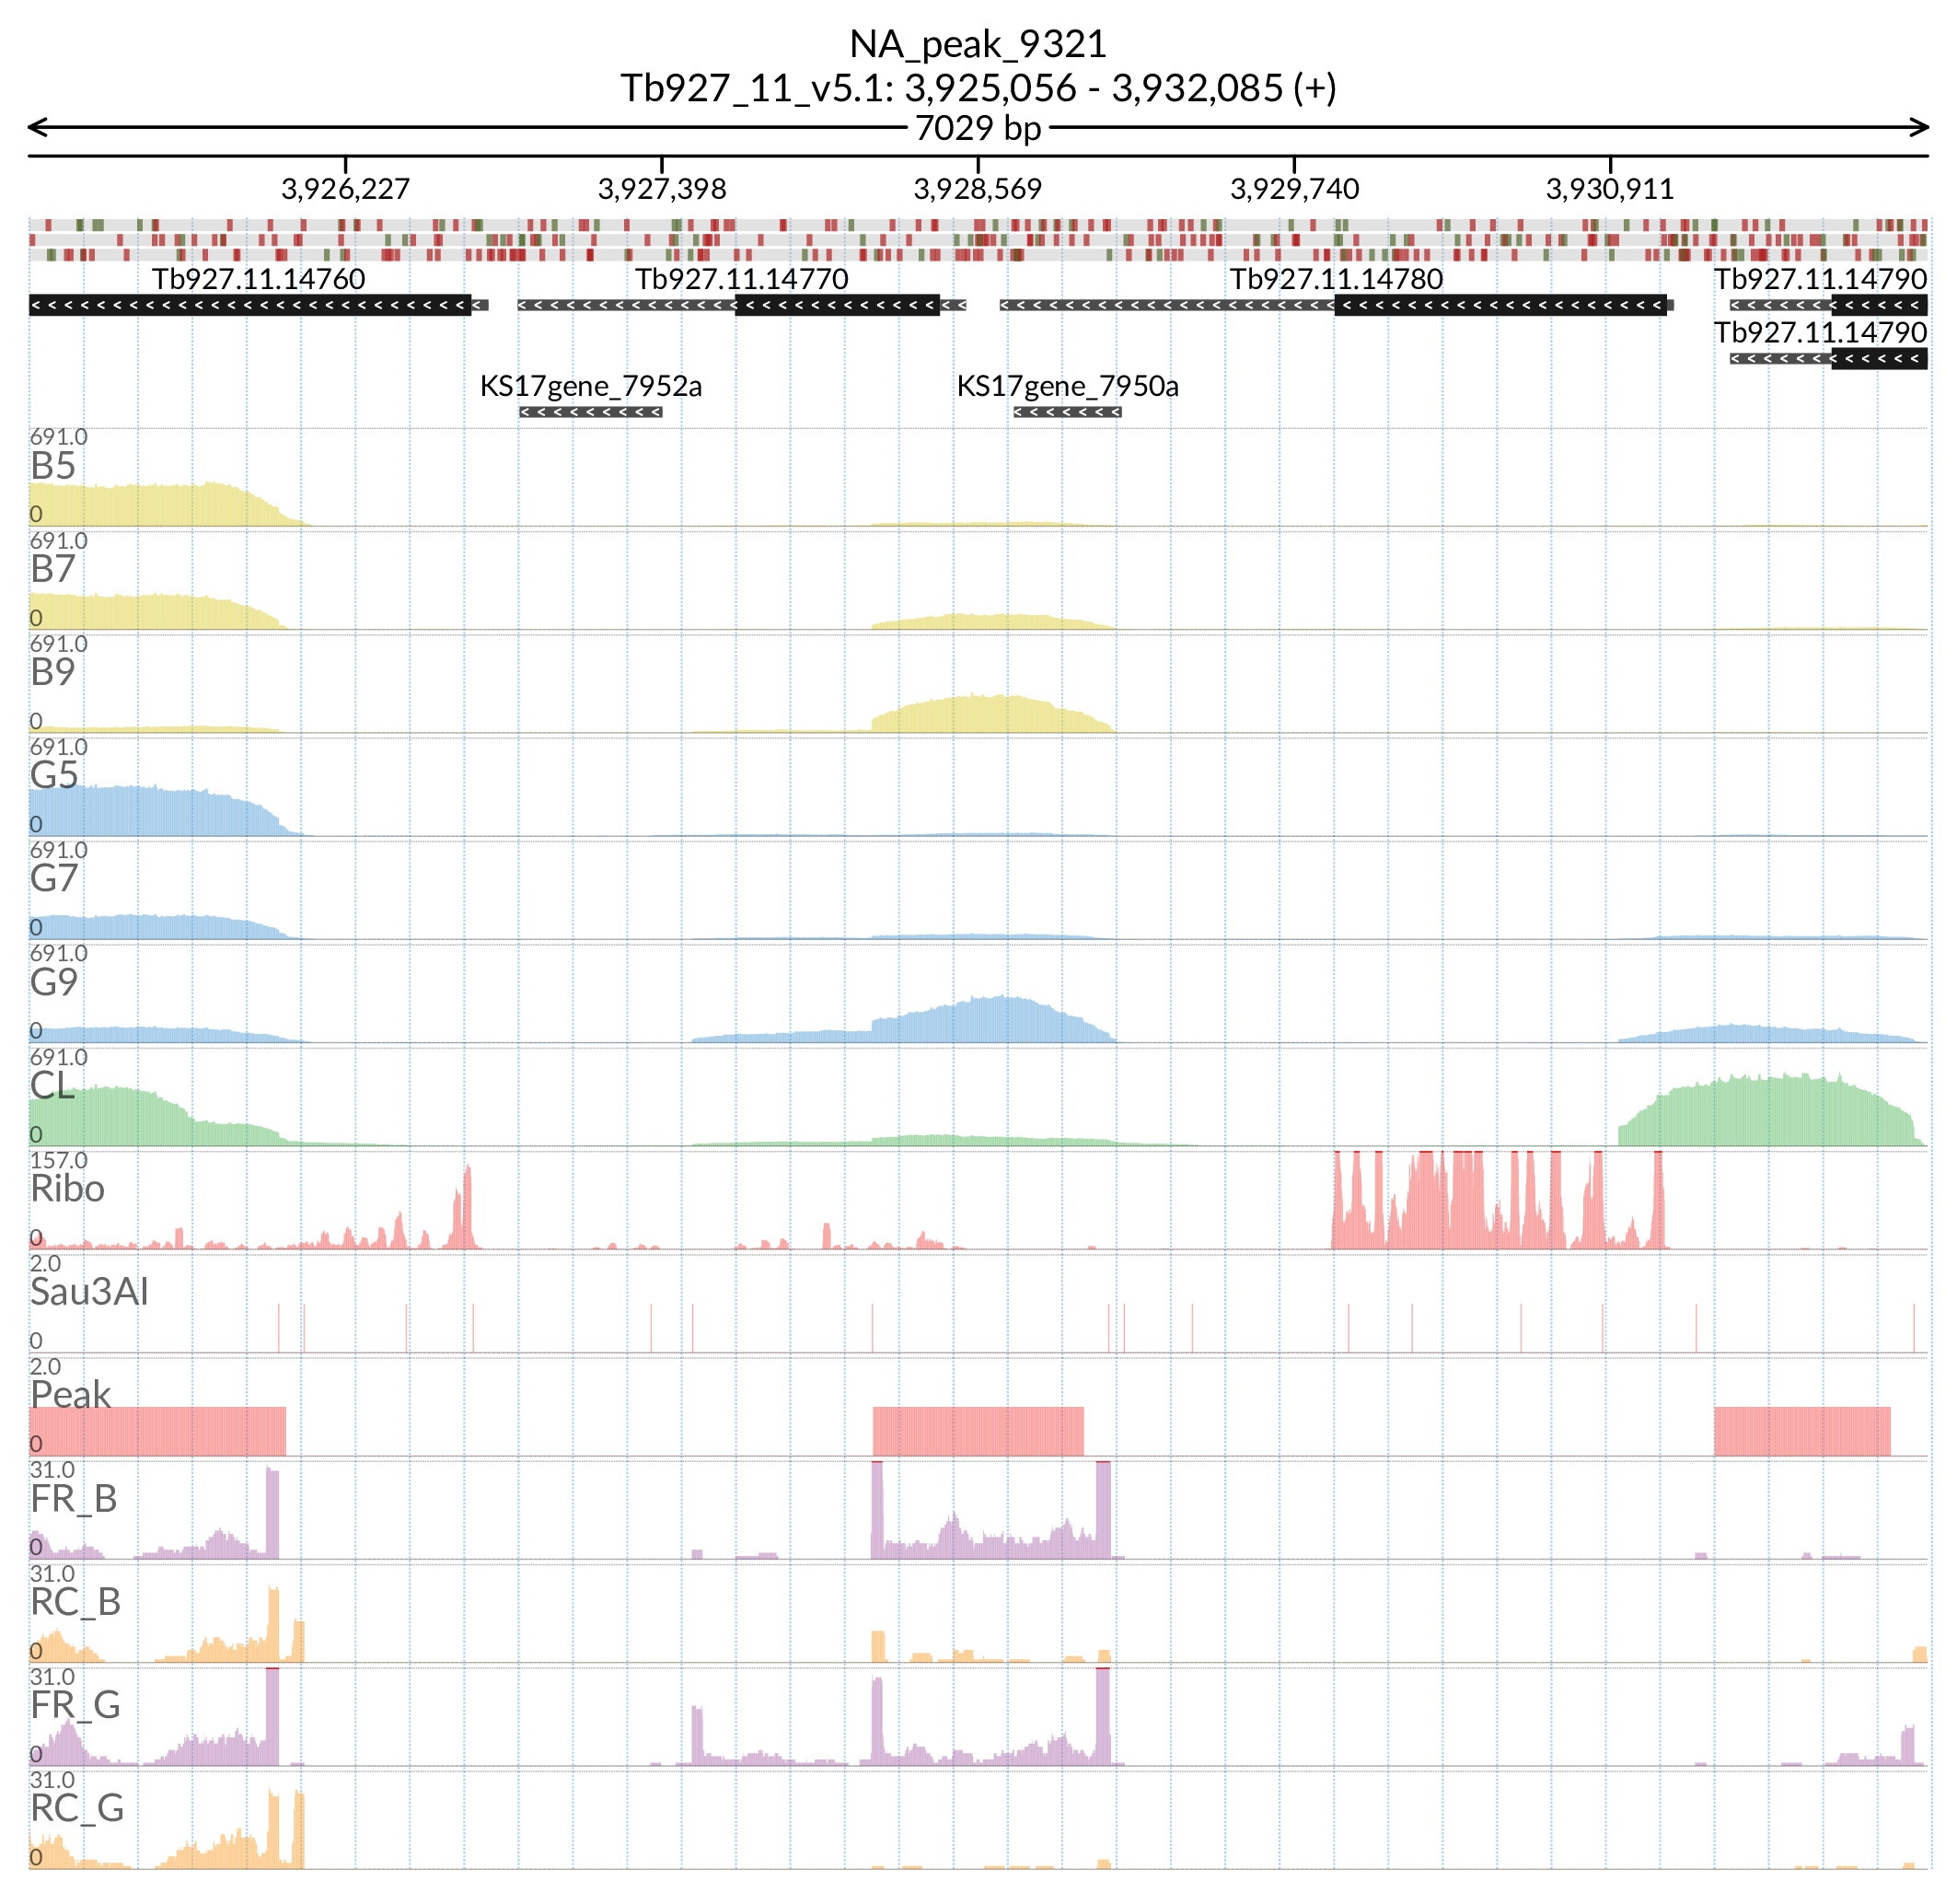 NA_peak_9321
Tb927_11_v5.1: 3,925,056 - 3,932,085 (+)
7029 bp
3,926,227 3,927,398 3,928,569 3,929,740 3,930,911
Tb927.11.14760 Tb927.11.14770 Tb927.11.14780 Tb927.11.14790
Tb927.11.14790
KS17gene_7952a KS17gene_7950a
691.0
B5
0
691.0
B7
0
691.0
B9
0
691.0
G5
0
691.0
G7
0
691.0
G9
0
691.0
CL
0
157.0
Ribo
0
2.0
Sau3AI
0
2.0
Peak
0
31.0
FR_B
0
31.0
RC_B
0
31.0
FR_G
0
31.0
RC_G
0